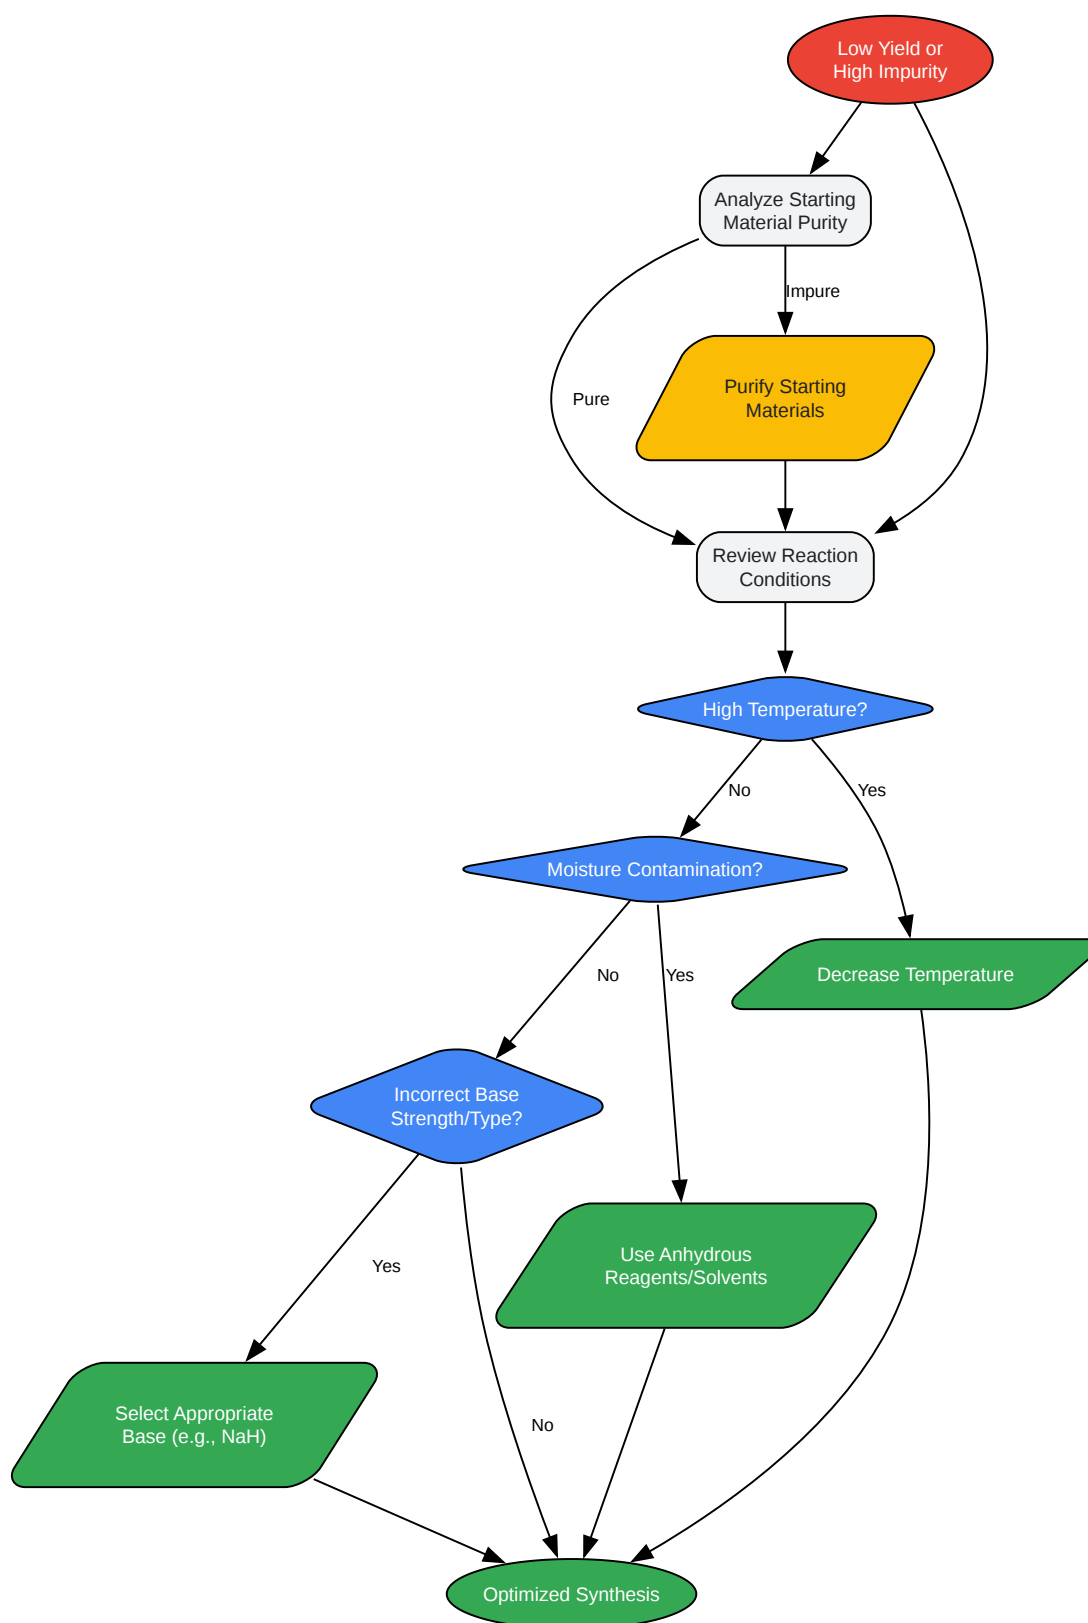 Low Yield or
High Impurity
Analyze Starting
Material Purity
Impure
Purify Starting
Materials
Pure
Review Reaction
Conditions
High Temperature?
No
Yes
Moisture Contamination?
No
Yes
Decrease Temperature
Incorrect Base
Strength/Type?
Use Anhydrous
Reagents/Solvents
Yes
Select Appropriate
Base (e.g., NaH)
No
Optimized Synthesis